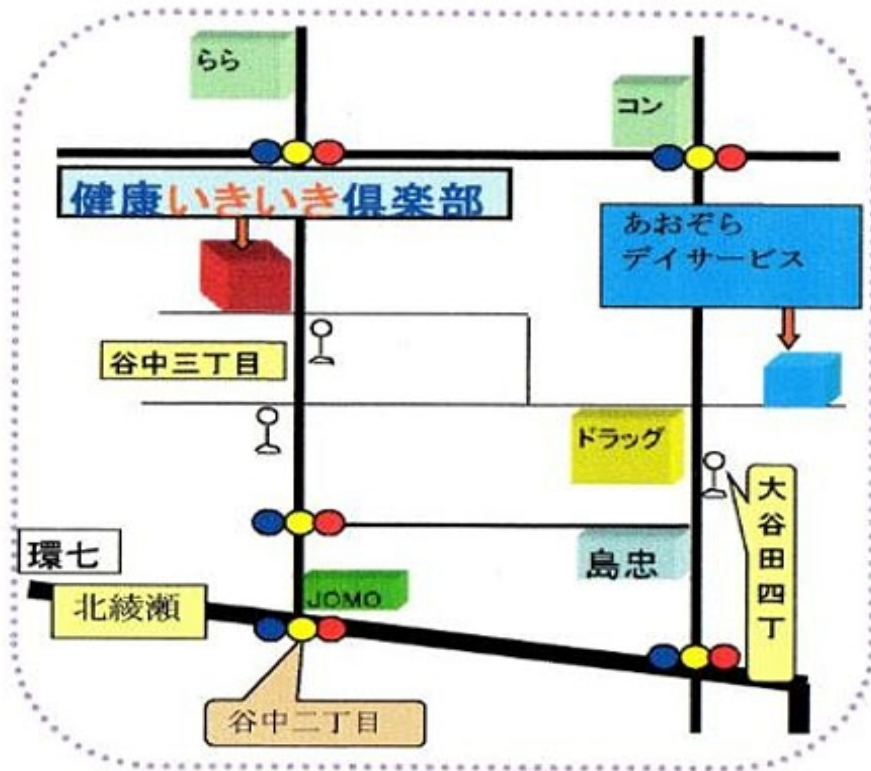 らら
コン
健康いきいき倶楽部
あおぞら
デイサービス
谷中三丁目
ドラッグ
大谷田四丁
環七
島忠
北綾瀬
JOMO
谷中二丁目